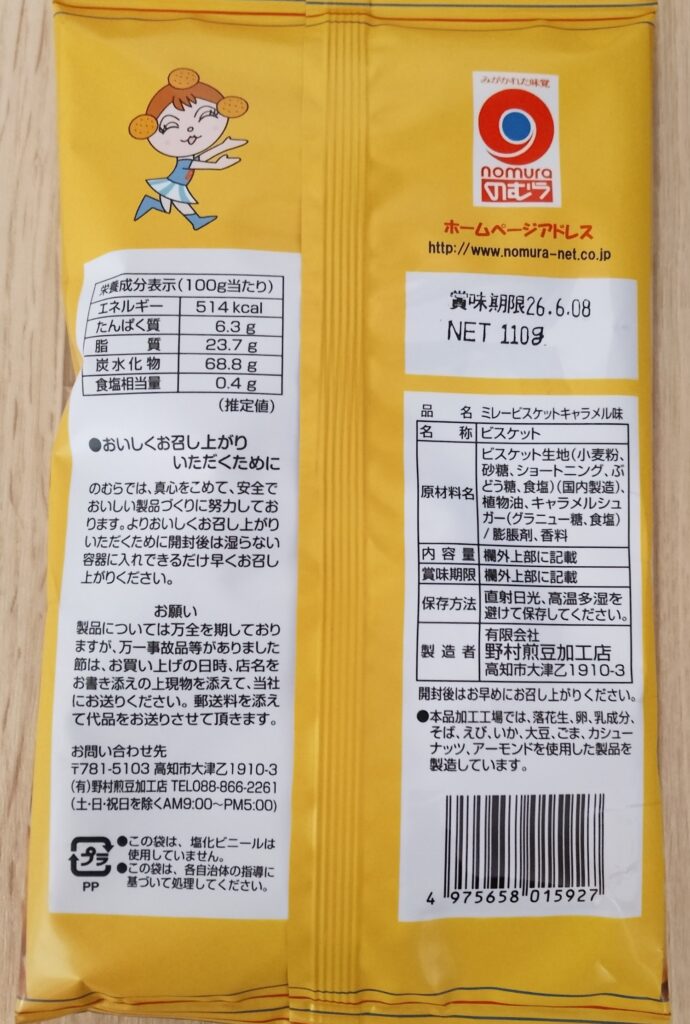 みがかれた味覚
nomura
のむラ
ホームページアドレス
http://www.nomura-net.co.jp
賞味期限26.6.08
NET 110g
栄養成分表示(100g当たり)
エネルギー 514 kcal
たんぱく質 6.3 g
脂質 23.7 g
炭水化物 68.8 g
食塩相当量 0.4 g
(推定値)
●おいしくお召し上がり
いただくために
のむらでは、真心をこめて、安全で
おいしい製品づくりに努力してお
ります。よりおいしくお召し上がり
いただくために開封後は湿らない
容器に入れできるだけ早くお召し
上がりください。
お願い
製品については万全を期しており
ますが、万一事故品等がありました
節は、お買い上げの日時、店名を
お書き添えの上現物を添えて、当社
にお送りください。郵送料を添え
て代品をお送りさせて頂きます。
お問い合わせ先
〒781-5103 高知市大津乙1910-3
(有)野村煎豆加工店 TEL088-866-2261
(土・日・祝日を除くAM9:00〜PM5:00)
プラ
PP
●この袋は、塩化ビニールは
使用していません。
●この袋は、各自治体の指導に
基づいて処理してください。
品名 ミレービスケットキャラメル味
名称 ビスケット
原材料名 ビスケット生地(小麦粉、
砂糖、ショートニング、ぶ
どう糖、食塩)(国内製造)、
植物油、キャラメルシュ
ガー(グラニュー糖、食塩)
/膨脹剤、香料
内容量 欄外上部に記載
賞味期限 欄外上部に記載
保存方法 直射日光、高温多湿を
避けて保存してください。
製造者 有限会社
野村煎豆加工店
高知市大津乙1910-3
開封後はお早めにお召し上がりください。
●本品加工工場では、落花生、卵、乳成分、
そば、えび、いか、大豆、ごま、カシュー
ナッツ、アーモンドを使用した製品を
製造しています。
4 975658 015927